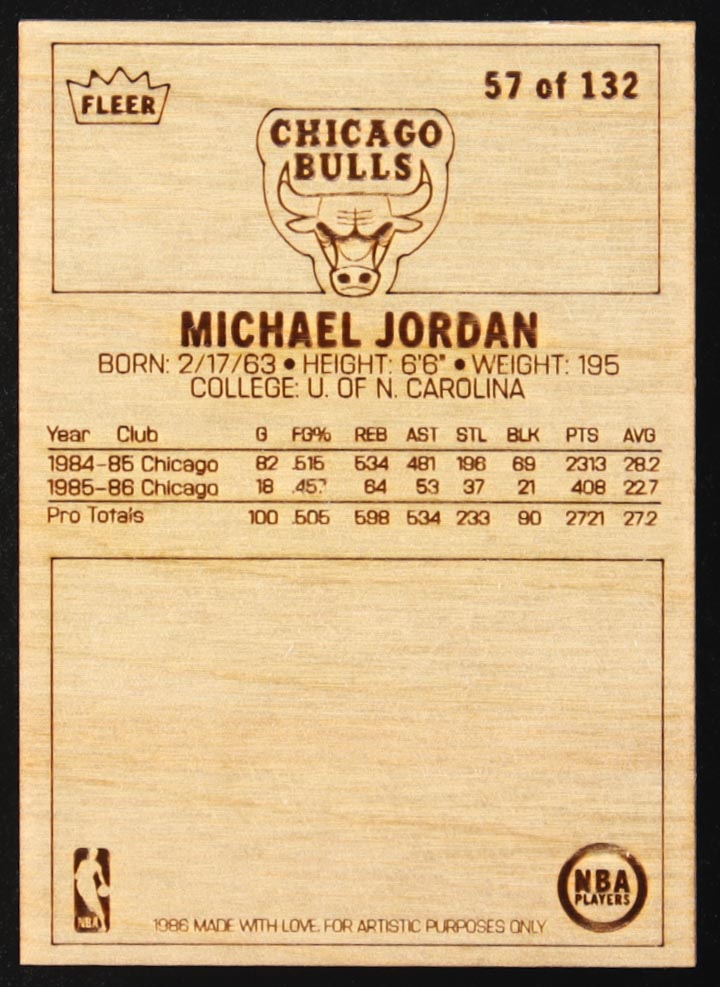 FLEER
57 of 132
CHICAGO
BULLS
MICHAEL JORDAN
BORN: 2/17/63 • HEIGHT: 6'6" • WEIGHT: 195
COLLEGE: U. OF N. CAROLINA
Year Club G FG% REB AST STL BLK PTS AVG
1984-85 Chicago 82 .515 534 481 196 69 2313 28.2
1985-86 Chicago 18 .457 64 53 37 21 408 22.7
Pro Totals 100 .505 598 534 233 90 2721 27.2
NBA
1986 MADE WITH LOVE. FOR ARTISTIC PURPOSES ONLY
NBA
PLAYERS